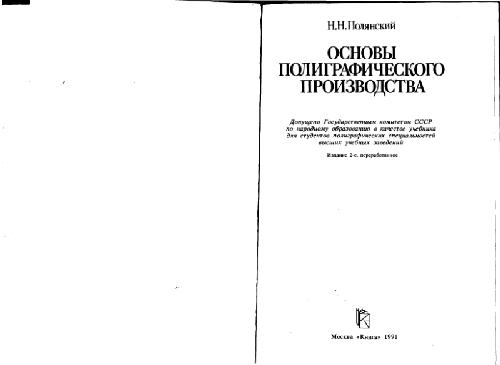 Н.Н.Полянский
ОСНОВЫ
ПОЛИГРАФИЧЕСКОГО
ПРОИЗВОДСТВА
Допущено Государственным комитетом СССР
по народному образованию в качестве учебника
для студентов полиграфических специальностей
высших учебных заведений
Издание 2-е, переработанное
Москва «Книга» 1991